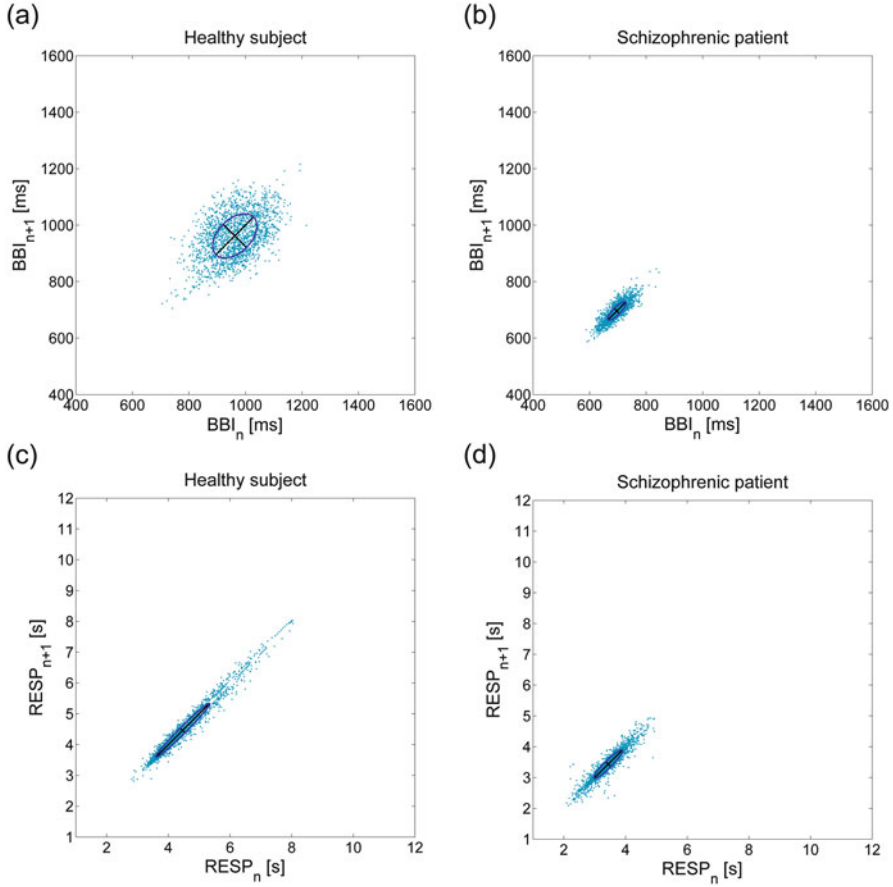 (a)
Healthy subject
1600
1400
1200
1000
800
600
400
BBIn+1 [ms]
400 600 800 1000 1200 1400 1600
BBIn [ms]
(b)
Schizophrenic patient
1600
1400
1200
1000
800
600
400
BBIn+1 [ms]
400 600 800 1000 1200 1400 1600
BBIn [ms]
(c)
Healthy subject
12
11
10
9
8
7
6
5
4
3
2
1
RESPn+1 [s]
2 4 6 8 10 12
RESPn [s]
(d)
Schizophrenic patient
12
11
10
9
8
7
6
5
4
3
2
1
RESPn+1 [s]
2 4 6 8 10 12
RESPn [s]